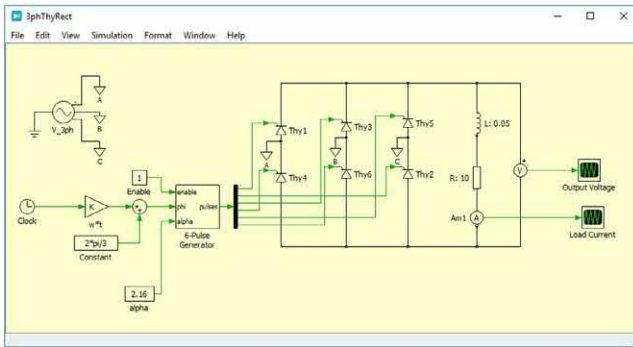 3phThyRect
File Edit View Simulation Format Window Help
A
V_3ph
B
C
Thy1
Thy3
Thy5
L: 0.05
A
B
C
Thy4
Thy6
Thy2
R: 10
V
Output Voltage
1
Enable
enable
phi
pulses
alpha
6-Pulse
Generator
Clock
K
w*t
2*pi/3
Constant
Am1
A
Load Current
2.16
alpha